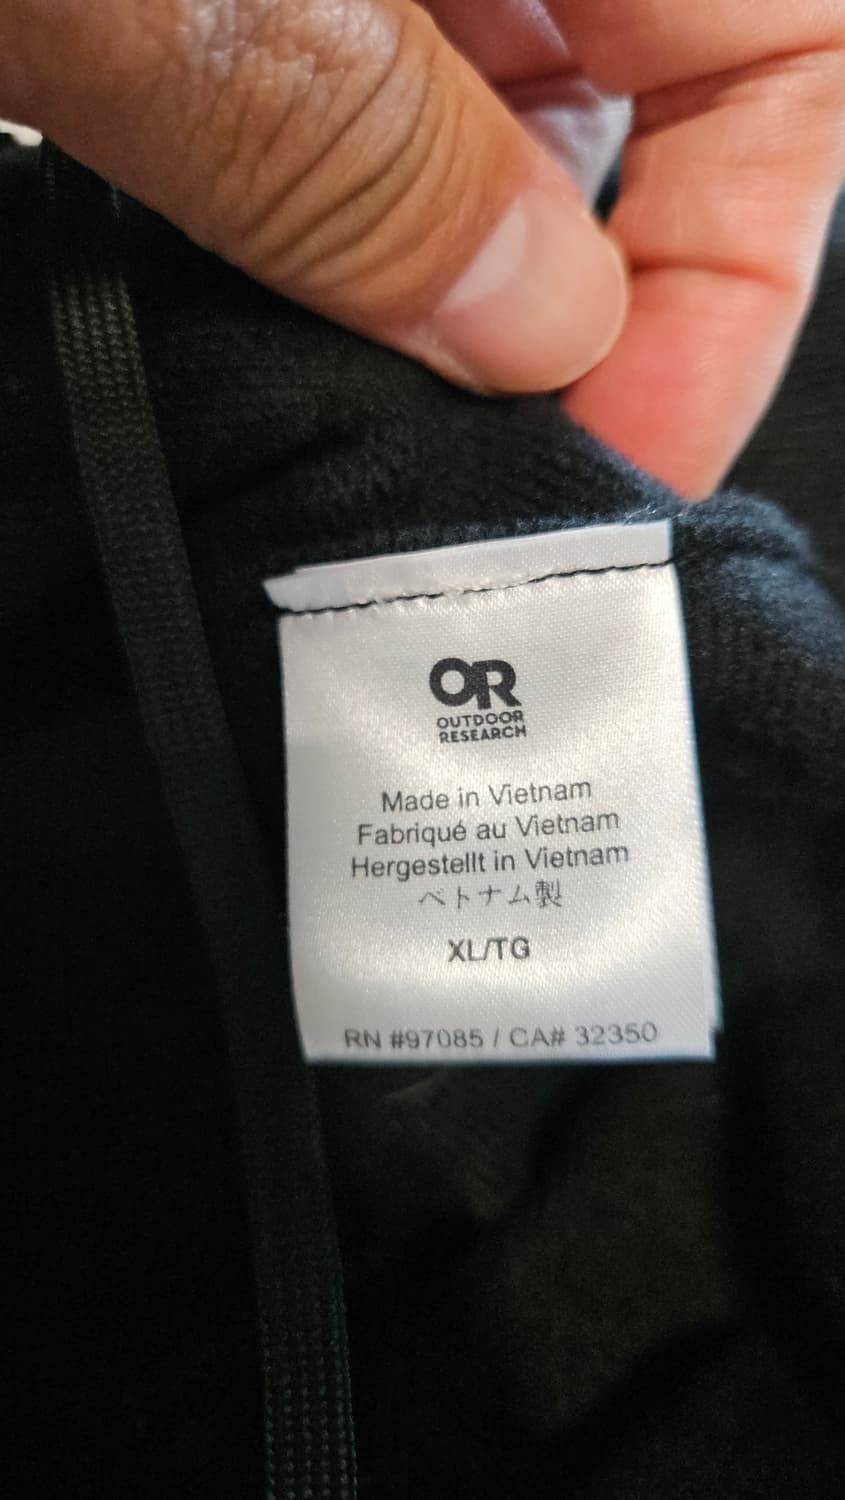 OR
OUTDOOR
RESEARCH
Made in Vietnam
Fabriqué au Vietnam
Hergestellt in Vietnam
ベトナム製
XL/TG
RN #97085 / CA# 32350